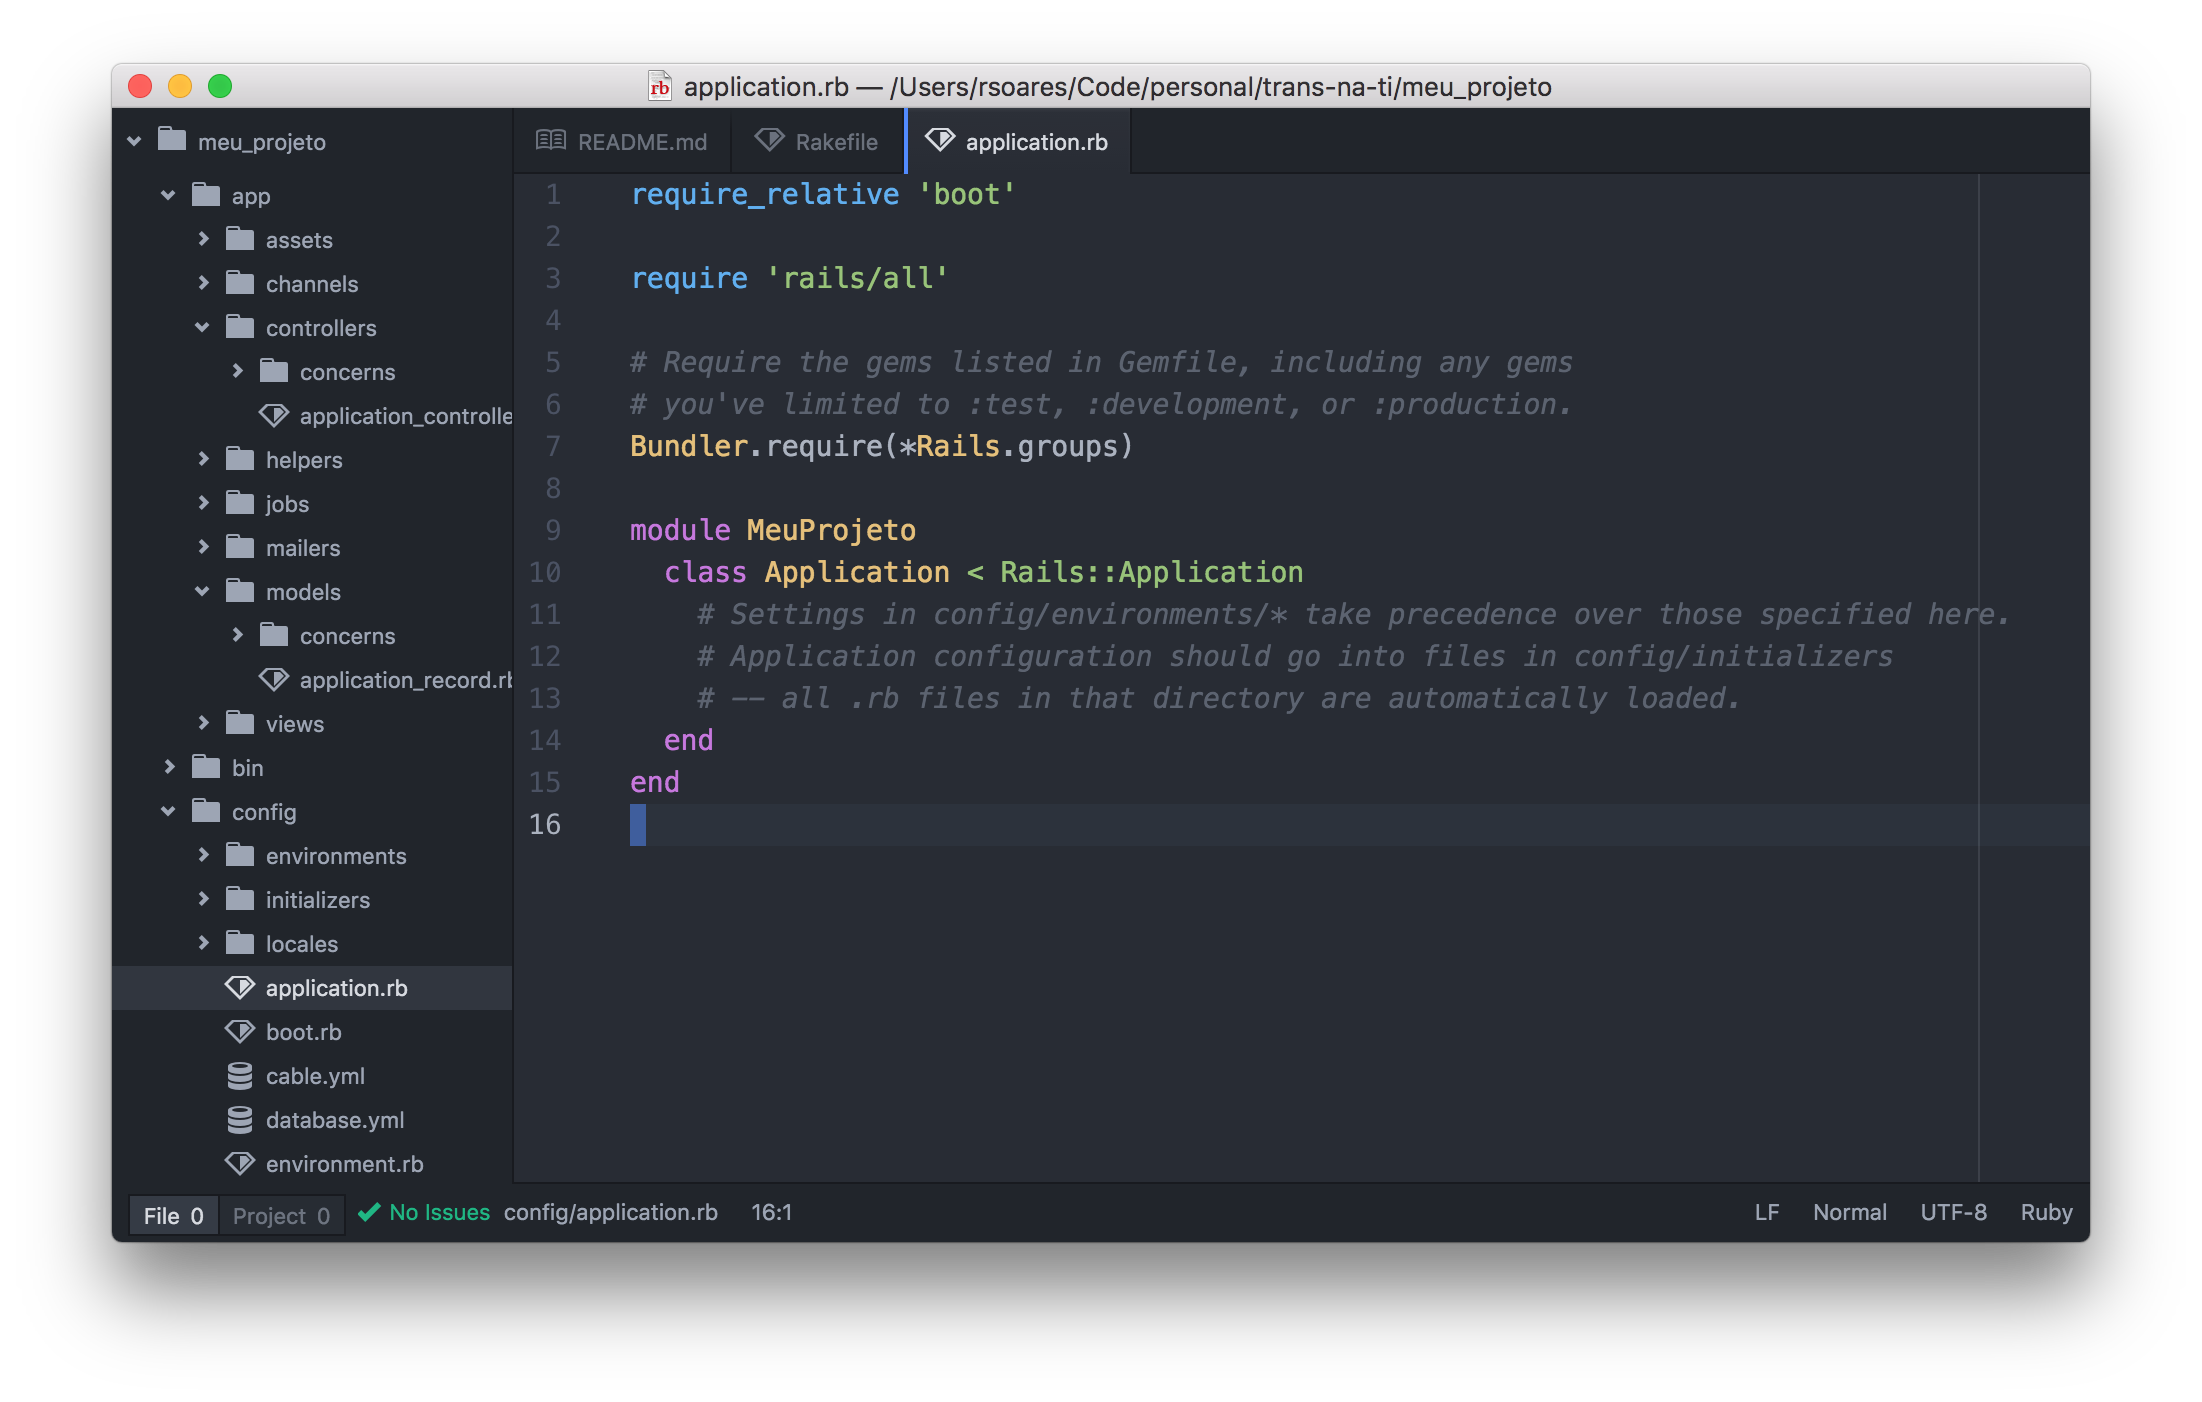 application.rb — /Users/rsoares/Code/personal/trans-na-ti/meu_projeto
meu_projeto
app
assets
channels
controllers
concerns
application_controlle
helpers
jobs
mailers
models
concerns
application_record.rb
views
bin
config
environments
initializers
locales
application.rb
boot.rb
cable.yml
database.yml
environment.rb
README.md Rakefile application.rb
1 require_relative 'boot'
2
3 require 'rails/all'
4
5 # Require the gems listed in Gemfile, including any gems
6 # you've limited to :test, :development, or :production.
7 Bundler.require(*Rails.groups)
8
9 module MeuProjeto
10 class Application < Rails::Application
11 # Settings in config/environments/* take precedence over those specified here.
12 # Application configuration should go into files in config/initializers
13 # -- all .rb files in that directory are automatically loaded.
14 end
15 end
16
File 0 Project 0 No Issues config/application.rb 16:1 LF Normal UTF-8 Ruby